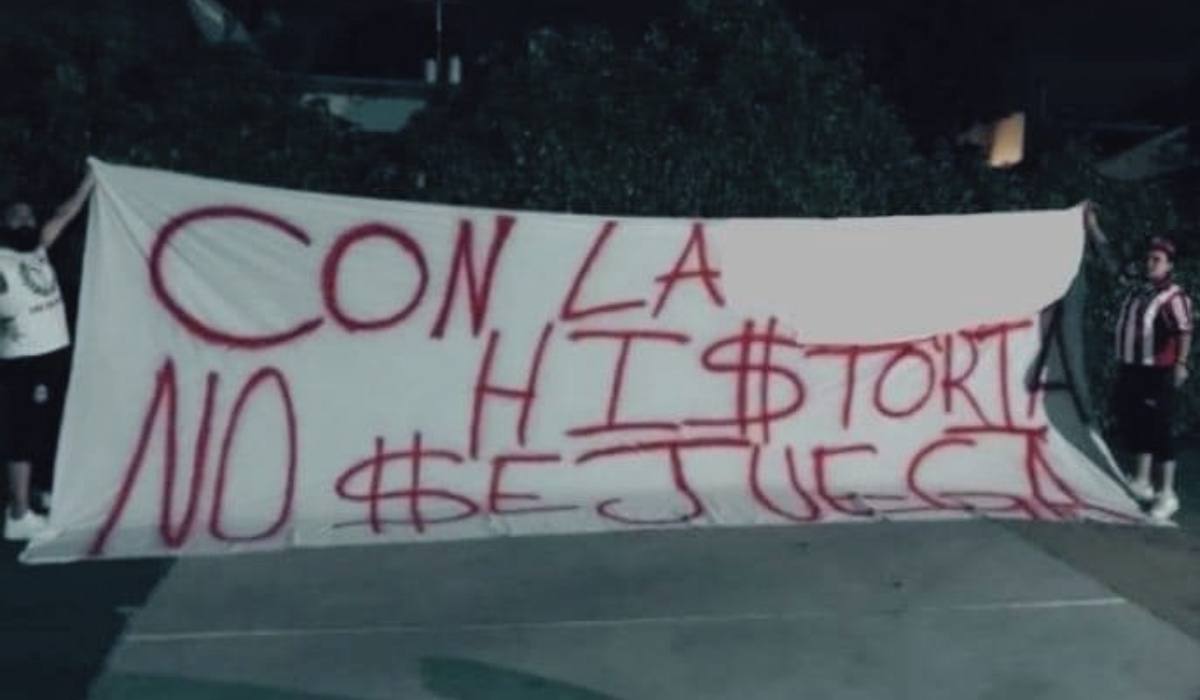 CON LA
HI$TORIA
NO $E JUEGA